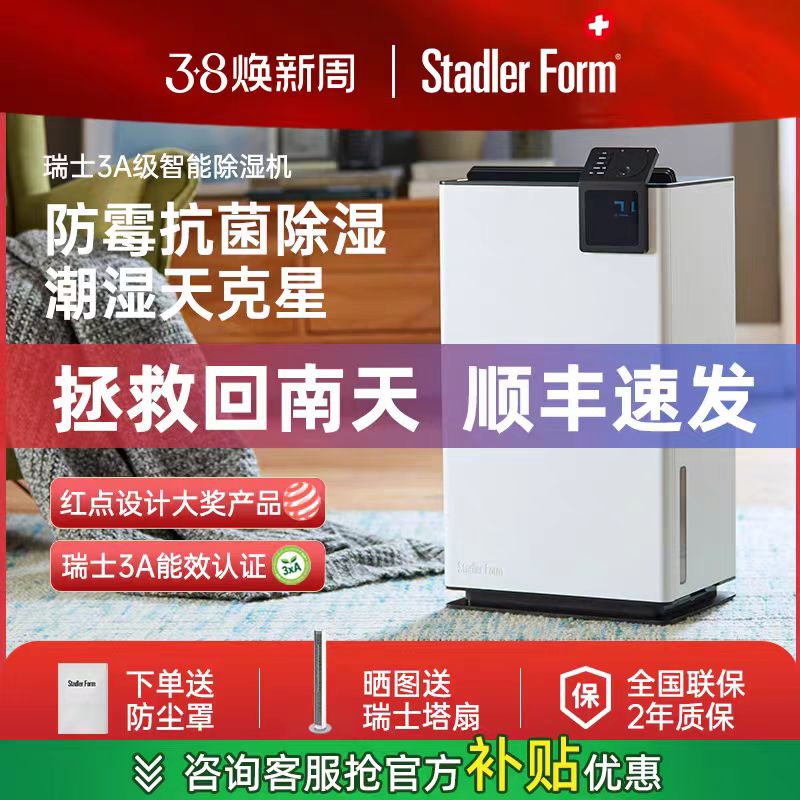 3·8焕新周
Stadler Form®
瑞士3A级智能除湿机
防霉抗菌除湿
潮湿天克星
拯救回南天 顺丰速发
红点设计大奖产品
瑞士3A能效认证
3xA
Stadler Form
Stadler Form
下单送
防尘罩
晒图送
瑞士塔扇
保
全国联保
2年质保
咨询客服抢官方补贴优惠